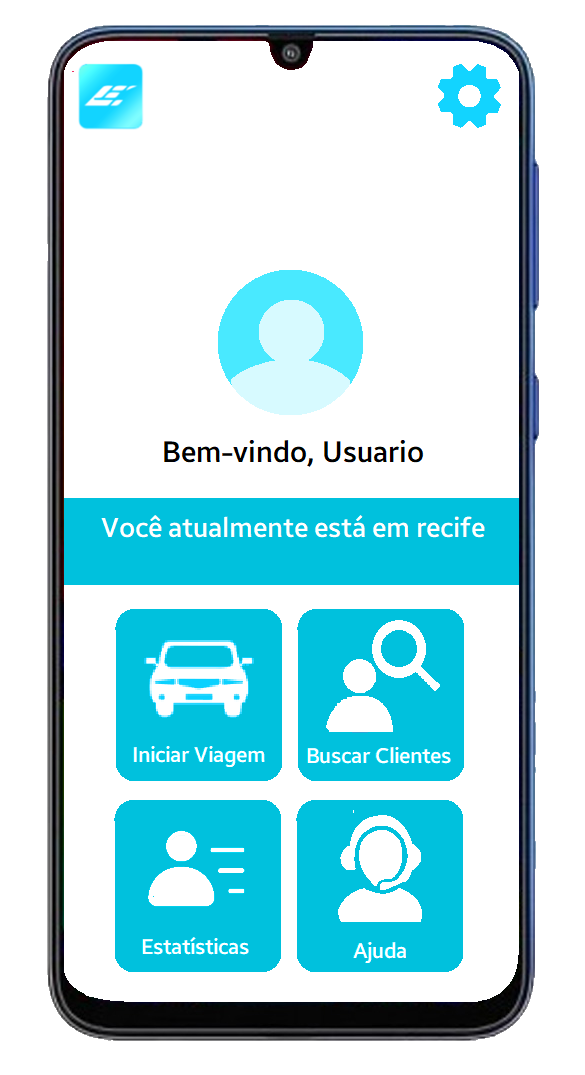 Bem-vindo, Usuario
Você atualmente está em recife
Iniciar Viagem
Buscar Clientes
Estatísticas
Ajuda